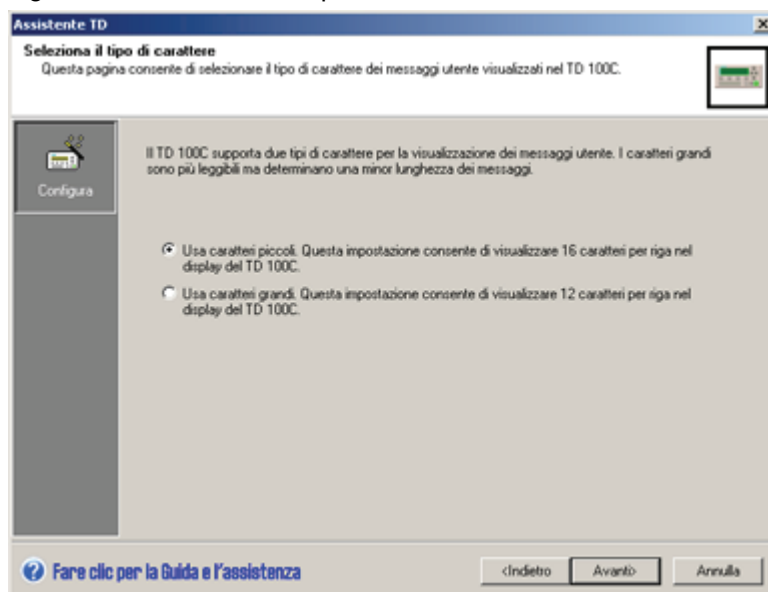 Assistente TD
Seleziona il tipo di carattere
Questa pagina consente di selezionare il tipo di carattere dei messaggi utente visualizzati nel TD 100C.
Configura
Il TD 100C supporta due tipi di carattere per la visualizzazione dei messaggi utente. I caratteri grandi
sono più leggibili ma determinano una minor lunghezza dei messaggi.
Usa caratteri piccoli. Questa impostazione consente di visualizzare 16 caratteri per riga nel
display del TD 100C.
Usa caratteri grandi. Questa impostazione consente di visualizzare 12 caratteri per riga nel
display del TD 100C.
Fare clic per la Guida e l'assistenza
<Indietro
Avanti>
Annulla